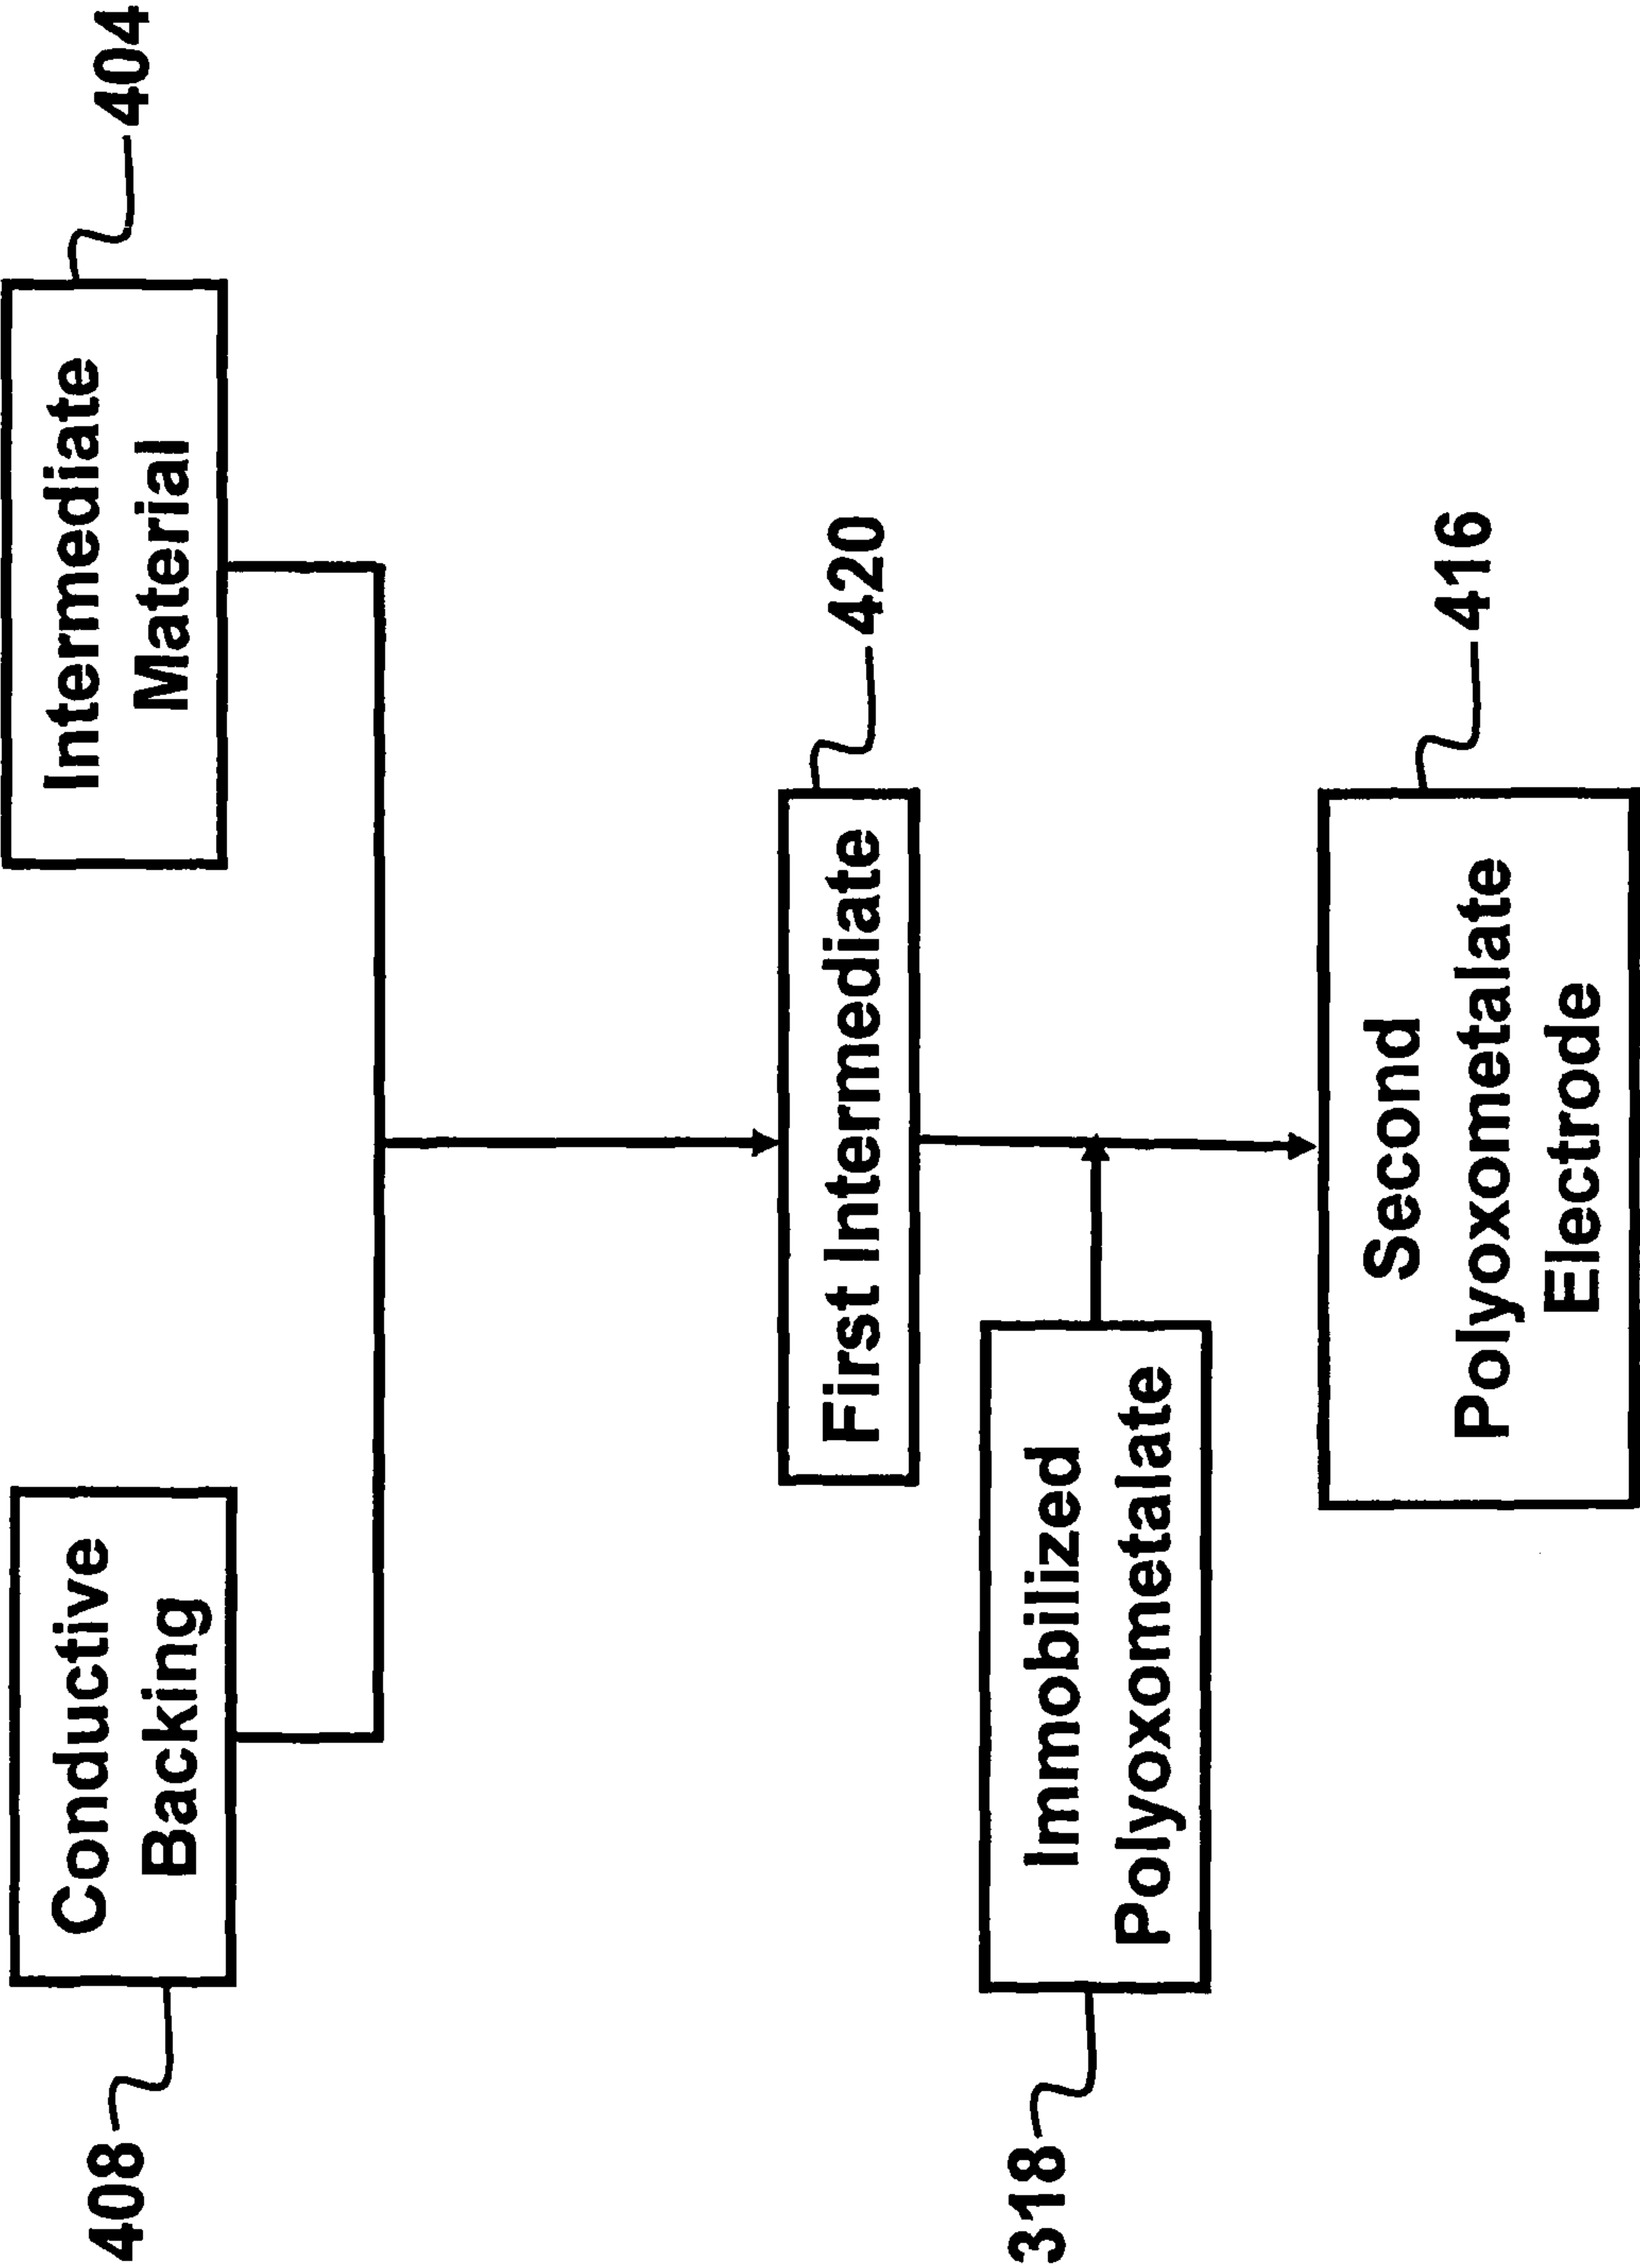 408
Conductive
Backing
Intermediate
Material
404
First Intermediate
420
318
Immobilized
Polyoxometalate
Second
Polyoxometalate
Electrode
416